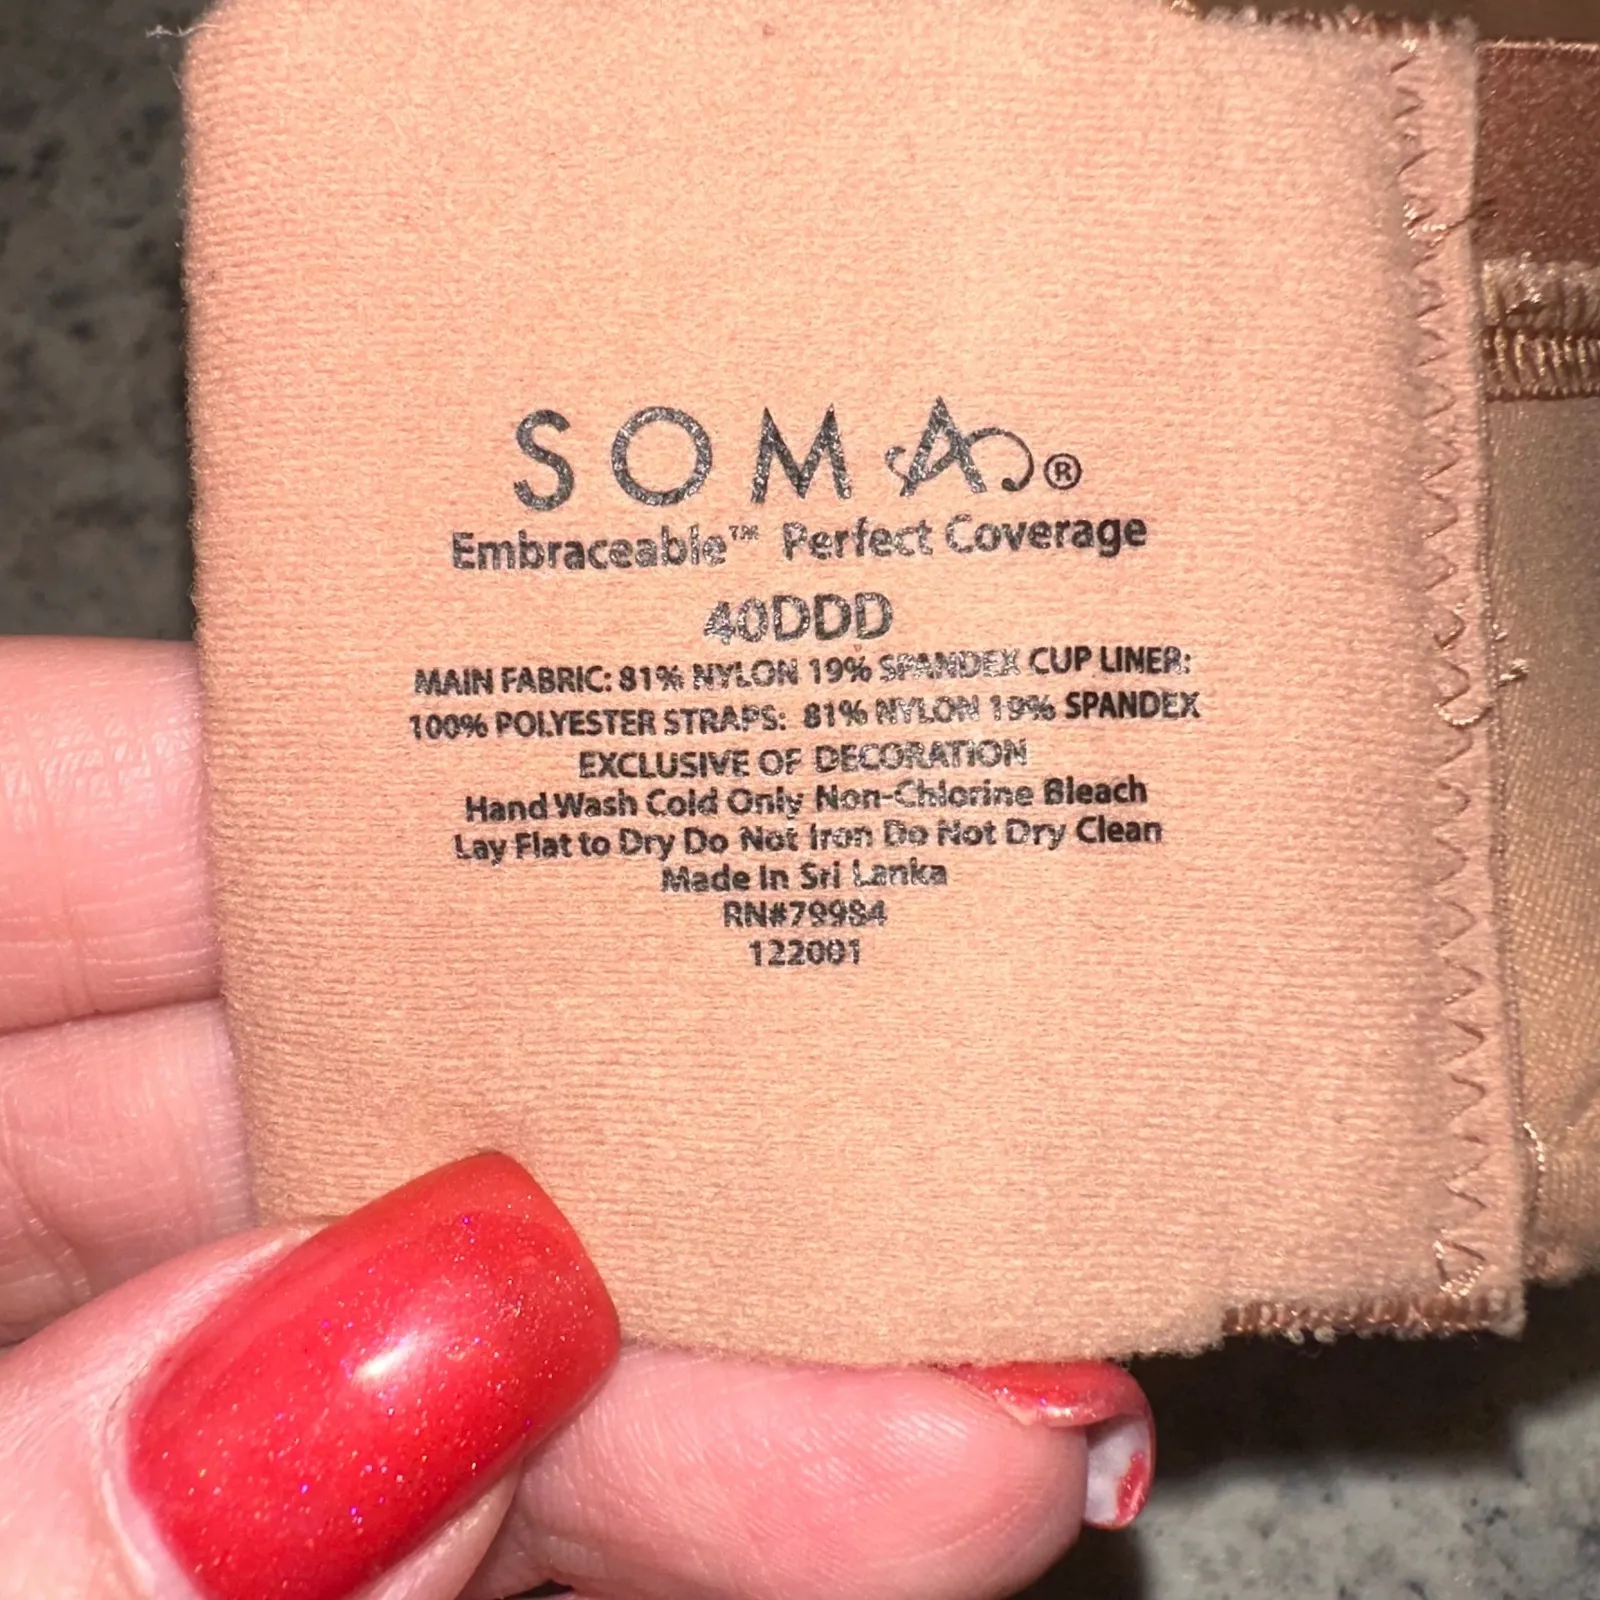 SOMA®
Embraceable™ Perfect Coverage
40DDD
MAIN FABRIC: 81% NYLON 19% SPANDEX CUP LINER:
100% POLYESTER STRAPS: 81% NYLON 19% SPANDEX
EXCLUSIVE OF DECORATION
Hand Wash Cold Only Non-Chlorine Bleach
Lay Flat to Dry Do Not Iron Do Not Dry Clean
Made In Sri Lanka
RN#79984
122001